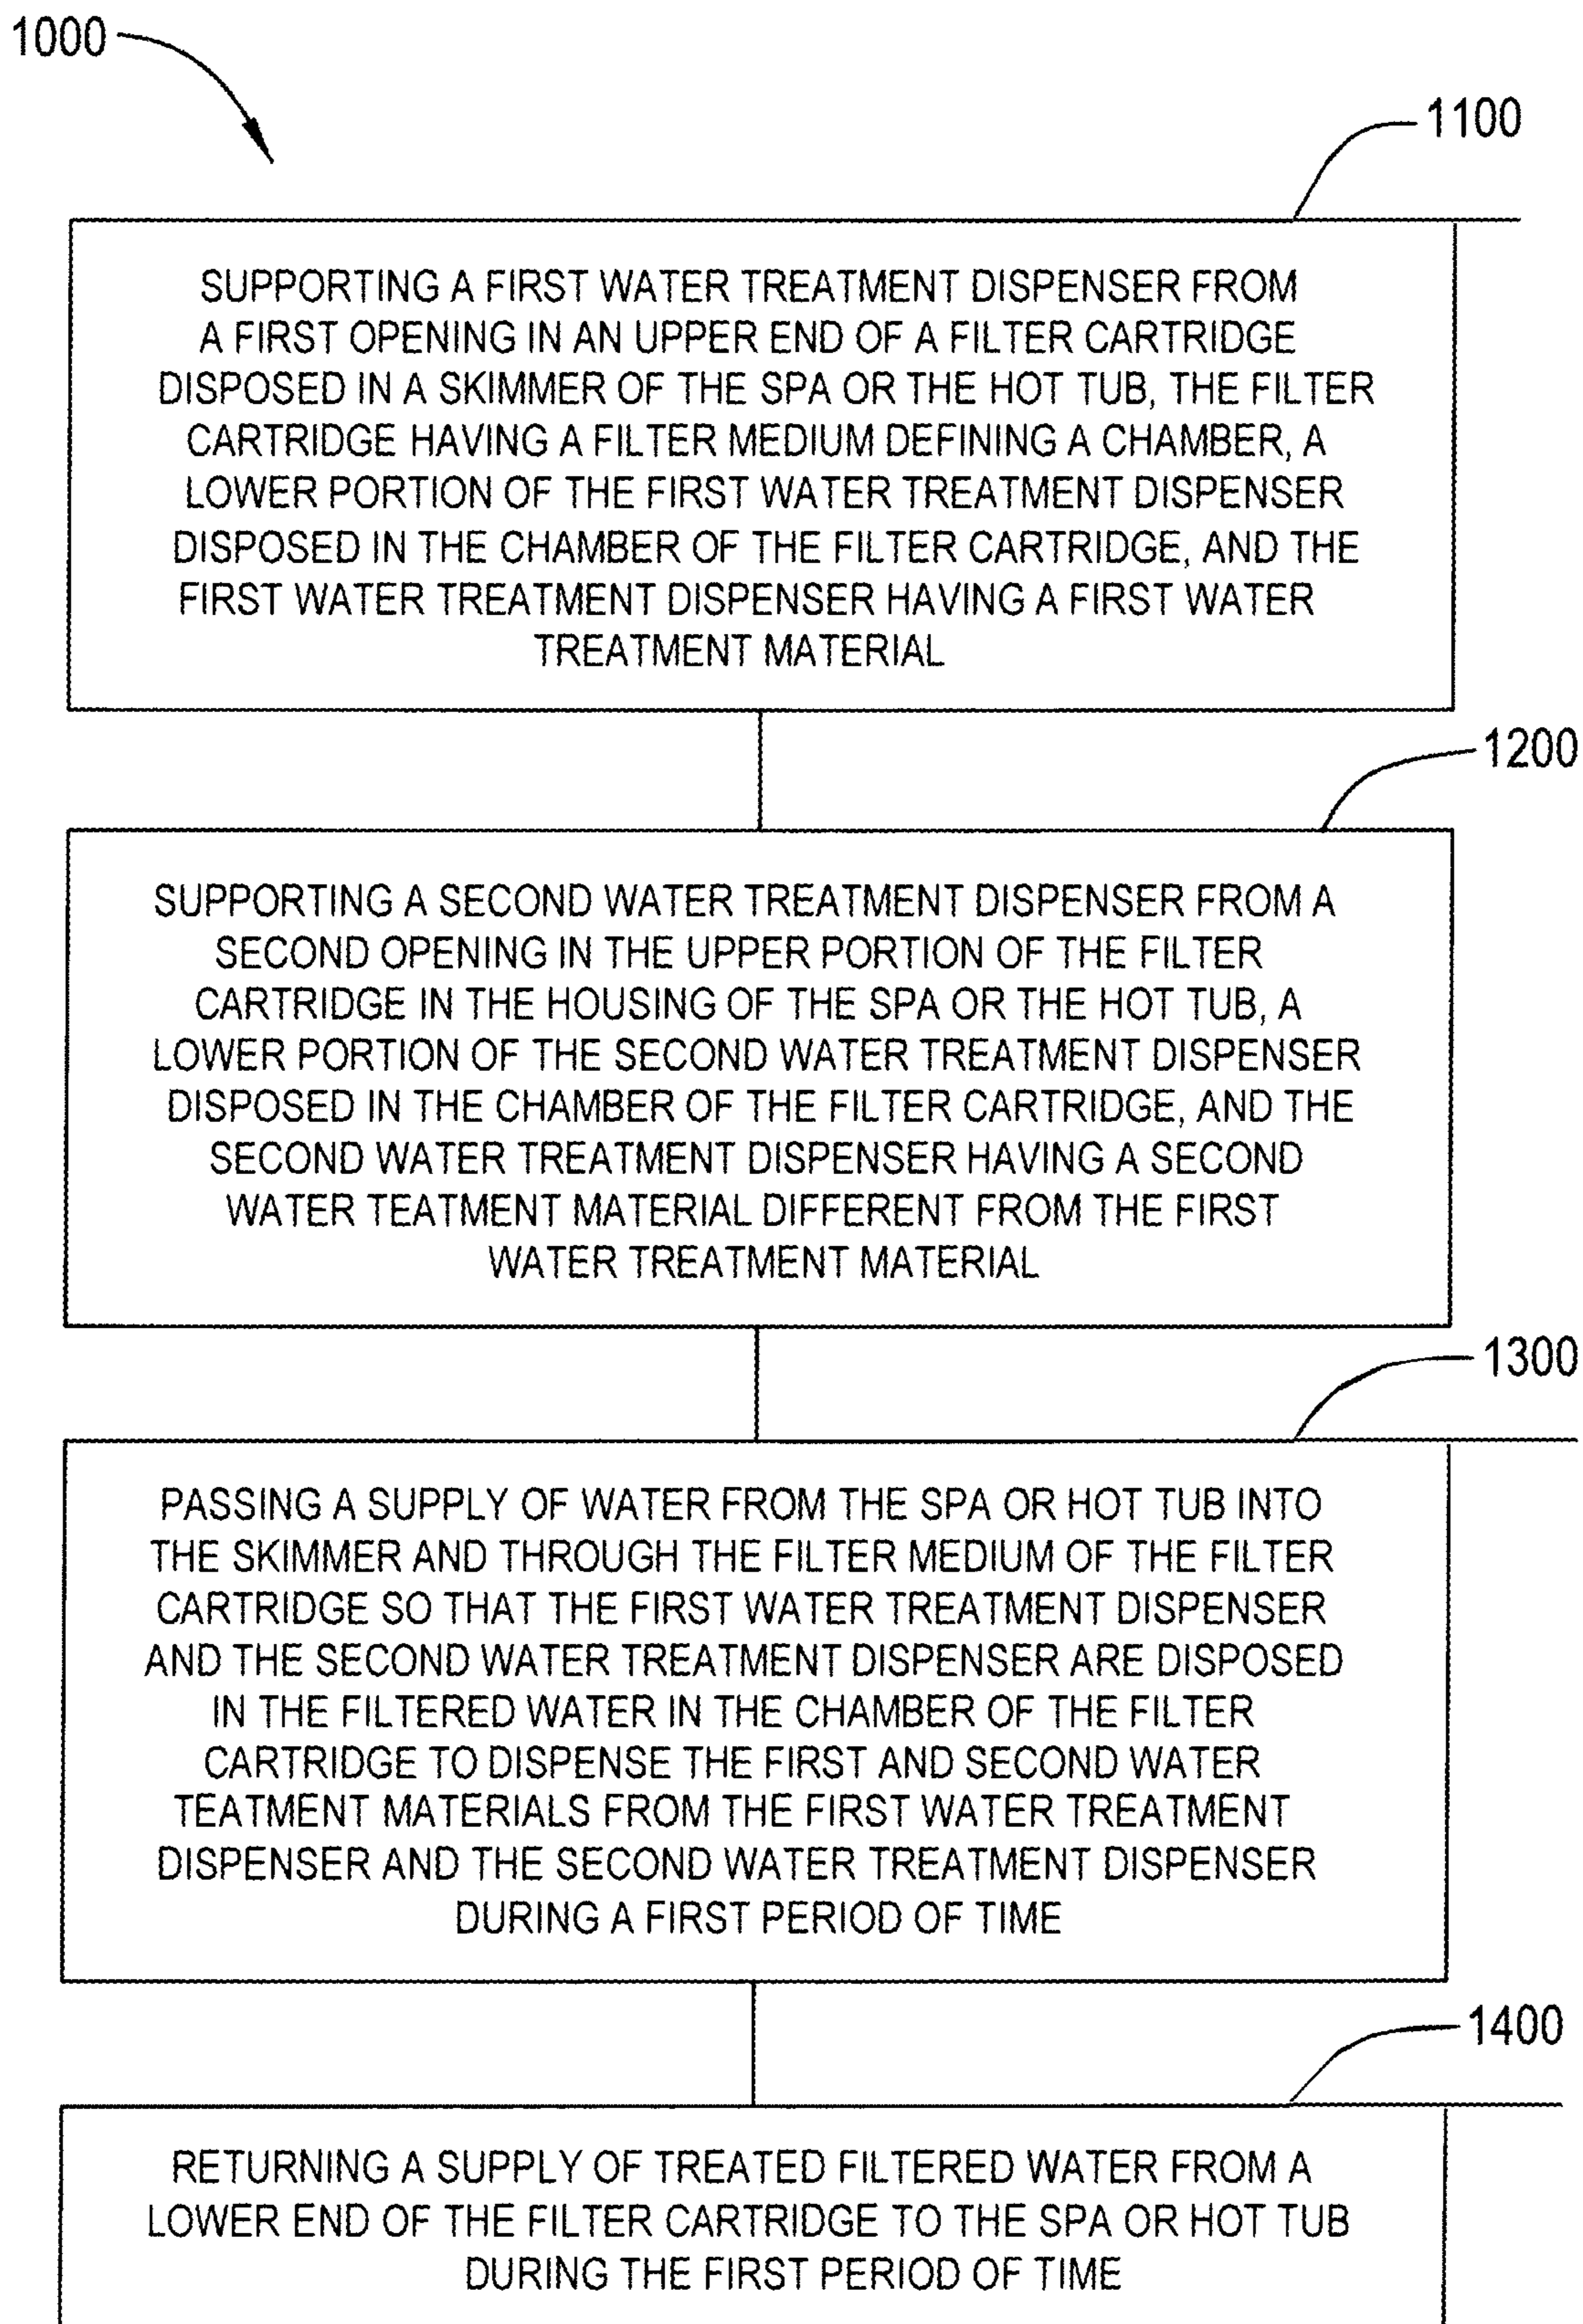 1000
1100
SUPPORTING A FIRST WATER TREATMENT DISPENSER FROM
A FIRST OPENING IN AN UPPER END OF A FILTER CARTRIDGE
DISPOSED IN A SKIMMER OF THE SPA OR THE HOT TUB, THE FILTER
CARTRIDGE HAVING A FILTER MEDIUM DEFINING A CHAMBER, A
LOWER PORTION OF THE FIRST WATER TREATMENT DISPENSER
DISPOSED IN THE CHAMBER OF THE FILTER CARTRIDGE, AND THE
FIRST WATER TREATMENT DISPENSER HAVING A FIRST WATER
TREATMENT MATERIAL
1200
SUPPORTING A SECOND WATER TREATMENT DISPENSER FROM A
SECOND OPENING IN THE UPPER PORTION OF THE FILTER
CARTRIDGE IN THE HOUSING OF THE SPA OR THE HOT TUB, A
LOWER PORTION OF THE SECOND WATER TREATMENT DISPENSER
DISPOSED IN THE CHAMBER OF THE FILTER CARTRIDGE, AND THE
SECOND WATER TREATMENT DISPENSER HAVING A SECOND
WATER TEATMENT MATERIAL DIFFERENT FROM THE FIRST
WATER TREATMENT MATERIAL
1300
PASSING A SUPPLY OF WATER FROM THE SPA OR HOT TUB INTO
THE SKIMMER AND THROUGH THE FILTER MEDIUM OF THE FILTER
CARTRIDGE SO THAT THE FIRST WATER TREATMENT DISPENSER
AND THE SECOND WATER TREATMENT DISPENSER ARE DISPOSED
IN THE FILTERED WATER IN THE CHAMBER OF THE FILTER
CARTRIDGE TO DISPENSE THE FIRST AND SECOND WATER
TEATMENT MATERIALS FROM THE FIRST WATER TREATMENT
DISPENSER AND THE SECOND WATER TREATMENT DISPENSER
DURING A FIRST PERIOD OF TIME
1400
RETURNING A SUPPLY OF TREATED FILTERED WATER FROM A
LOWER END OF THE FILTER CARTRIDGE TO THE SPA OR HOT TUB
DURING THE FIRST PERIOD OF TIME